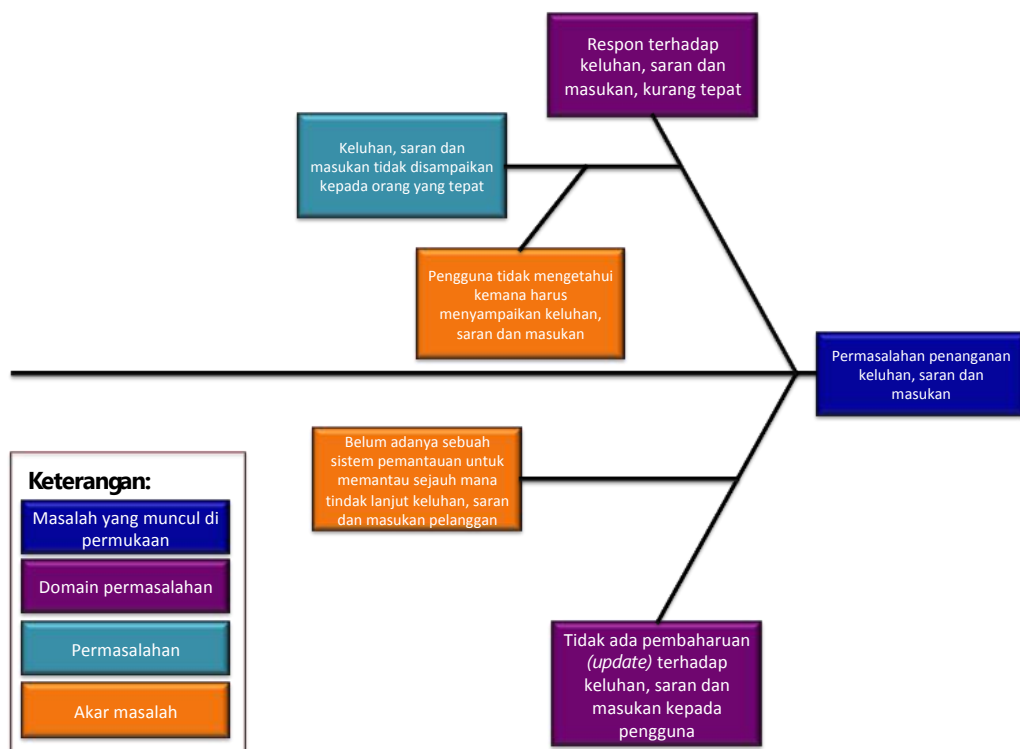 Respon terhadap
keluhan, saran dan
masukan, kurang tepat
Keluhan, saran dan
masukan tidak disampaikan
kepada orang yang tepat
Pengguna tidak mengetahui
kemana harus
menyampaikan keluhan,
saran dan masukan
Permasalahan penanganan
keluhan, saran dan
masukan
Belum adanya sebuah
sistem pemantauan untuk
memantau sejauh mana
tindak lanjut keluhan, saran
dan masukan pelanggan
Tidak ada pembaharuan
(update) terhadap
keluhan, saran dan
masukan kepada
pengguna
Keterangan:
Masalah yang muncul di
permukaan
Domain permasalahan
Permasalahan
Akar masalah